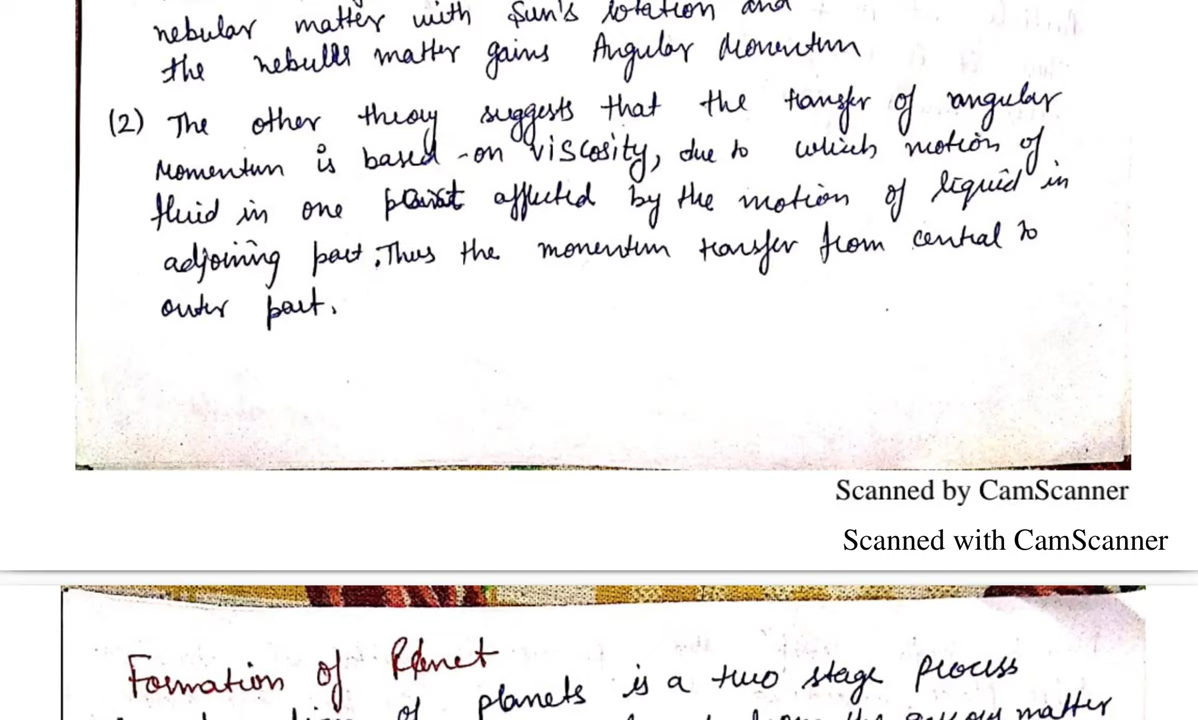 nebular matter with Sun's rotation and
the nebulls matter gains Angular Momentum
(2) The other theory suggests that the transfer of angular
Momentum is based -on viscosity, due to which motion of
fluid in one part affected by the motion of liquid in
adjoining part. Thus the momentum transfer from central to
outer part.
Scanned by CamScanner
Scanned with CamScanner
Formation of Planet
of planets is a two stage process
matter